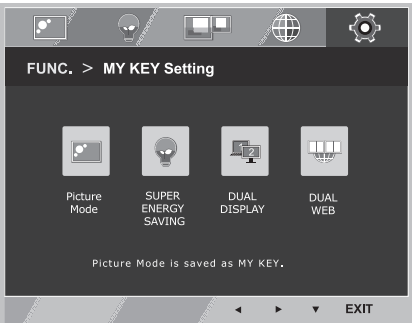 FUNC. > MY KEY Setting
Picture
Mode
SUPER
ENERGY
SAVING
DUAL
DISPLAY
DUAL
WEB
2
Picture Mode is saved as MY KEY.
◄ ► ▼ EXIT